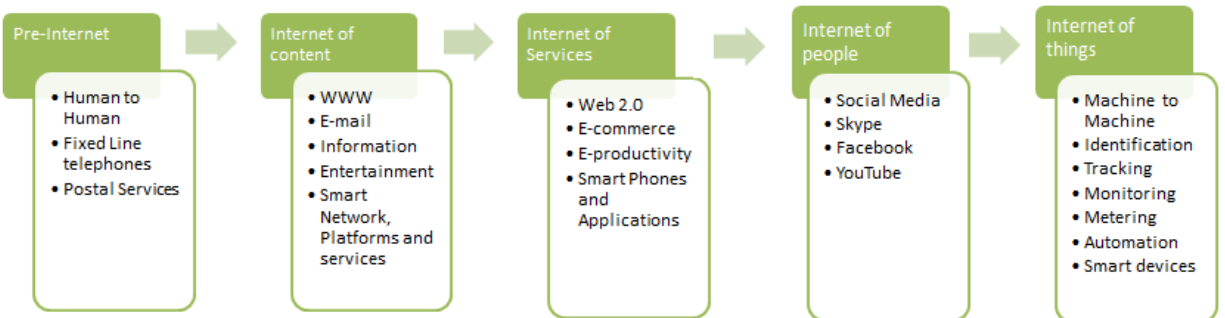 Pre-Internet
• Human to
Human
• Fixed Line
telephones
• Postal Services
Internet of
content
• WWW
• E-mail
• Information
• Entertainment
• Smart
Network,
Platforms and
services
Internet of
Services
• Web 2.0
• E-commerce
• E-productivity
• Smart Phones
and
Applications
Internet of
people
• Social Media
• Skype
• Facebook
• YouTube
Internet of
things
• Machine to
Machine
• Identification
• Tracking
• Monitoring
• Metering
• Automation
• Smart devices